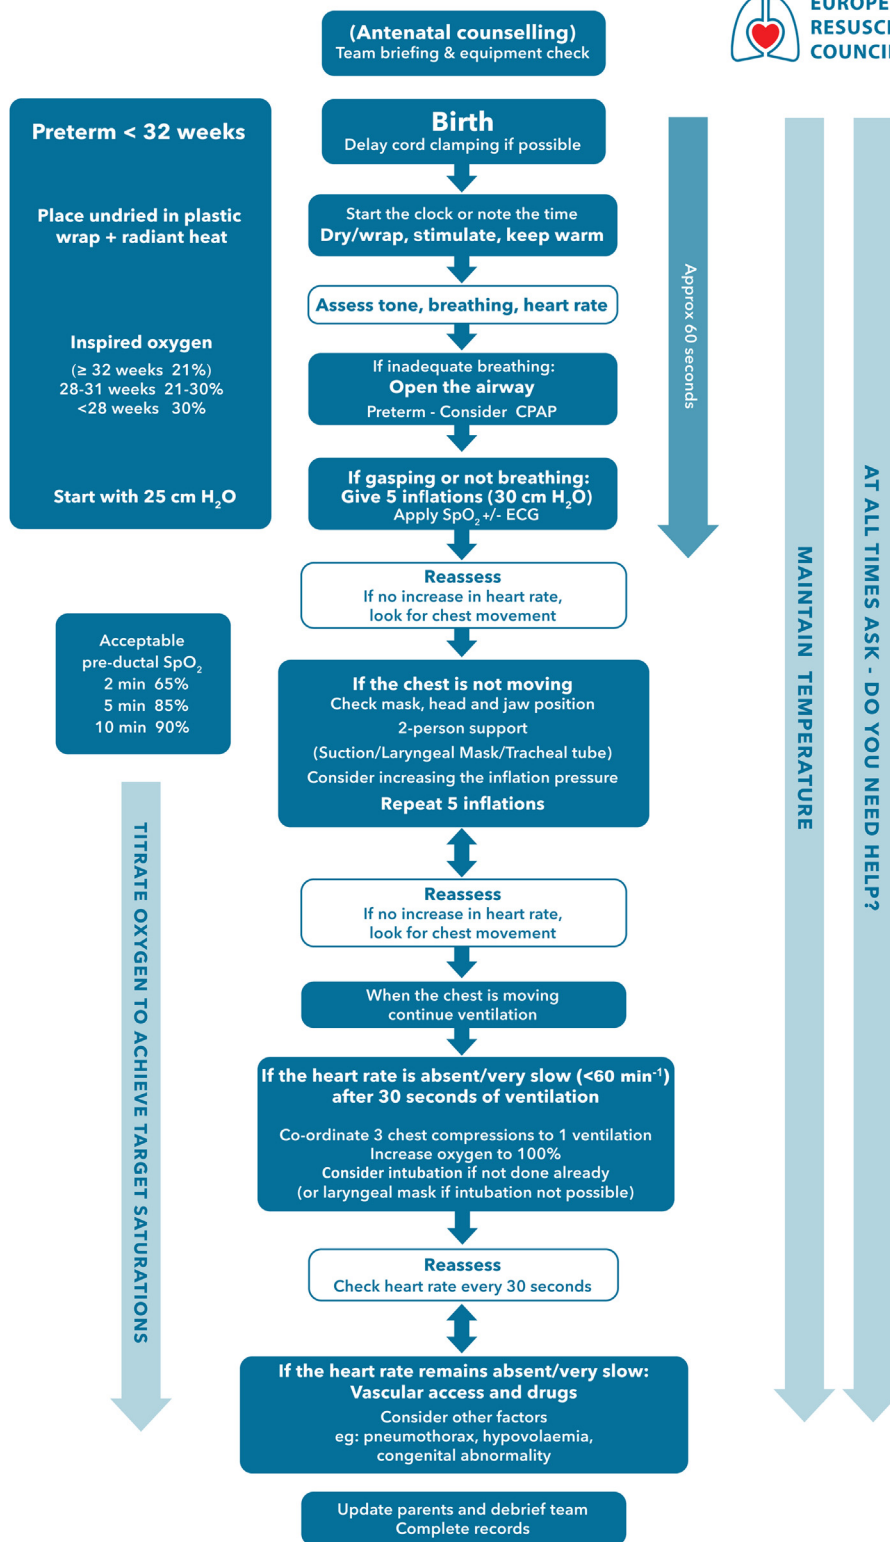 EUROPE
RESUSCI
COUNCIL
(Antenatal counselling)
Team briefing & equipment check
Preterm < 32 weeks
Place undried in plastic
wrap + radiant heat
Inspired oxygen
(≥ 32 weeks 21%)
28-31 weeks 21-30%
<28 weeks 30%
Start with 25 cm H₂O
Birth
Delay cord clamping if possible
Start the clock or note the time
Dry/wrap, stimulate, keep warm
Assess tone, breathing, heart rate
If inadequate breathing:
Open the airway
Preterm - Consider CPAP
If gasping or not breathing:
Give 5 inflations (30 cm H₂O)
Apply SpO₂ +/- ECG
Approx 60 seconds
Reassess
If no increase in heart rate,
look for chest movement
Acceptable
pre-ductal SpO₂
2 min 65%
5 min 85%
10 min 90%
If the chest is not moving
Check mask, head and jaw position
2-person support
(Suction/Laryngeal Mask/Tracheal tube)
Consider increasing the inflation pressure
Repeat 5 inflations
Reassess
If no increase in heart rate,
look for chest movement
When the chest is moving
continue ventilation
If the heart rate is absent/very slow (<60 min⁻¹)
after 30 seconds of ventilation
Co-ordinate 3 chest compressions to 1 ventilation
Increase oxygen to 100%
Consider intubation if not done already
(or laryngeal mask if intubation not possible)
Reassess
Check heart rate every 30 seconds
If the heart rate remains absent/very slow:
Vascular access and drugs
Consider other factors
eg: pneumothorax, hypovolaemia,
congenital abnormality
Update parents and debrief team
Complete records
TITRATE OXYGEN TO ACHIEVE TARGET SATURATIONS
MAINTAIN TEMPERATURE
AT ALL TIMES ASK - DO YOU NEED HELP?